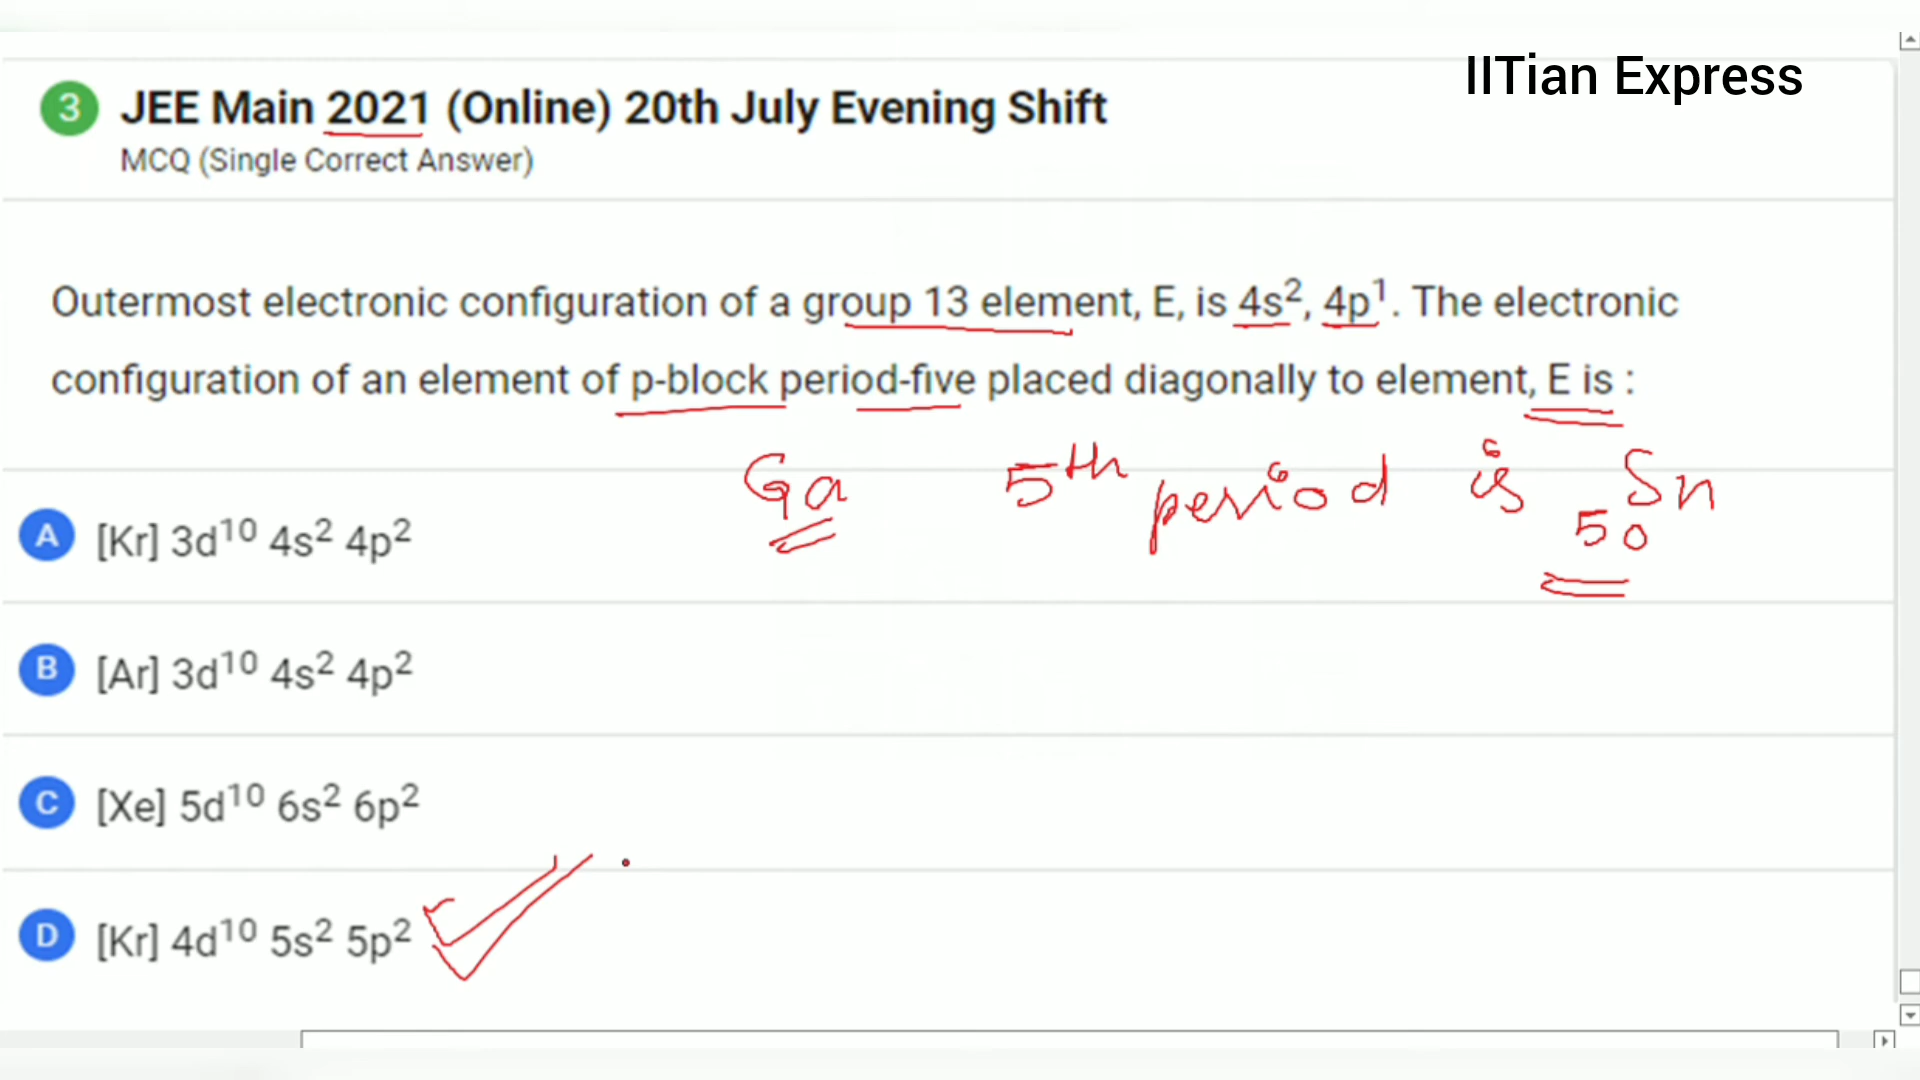 IITian Express
3 JEE Main 2021 (Online) 20th July Evening Shift
MCQ (Single Correct Answer)
Outermost electronic configuration of a group 13 element, E, is 4s², 4p¹. The electronic
configuration of an element of p-block period-five placed diagonally to element, E is :
Ga 5th period is Sn
50
A [Kr] 3d¹⁰ 4s² 4p²
B [Ar] 3d¹⁰ 4s² 4p²
C [Xe] 5d¹⁰ 6s² 6p²
D [Kr] 4d¹⁰ 5s² 5p²